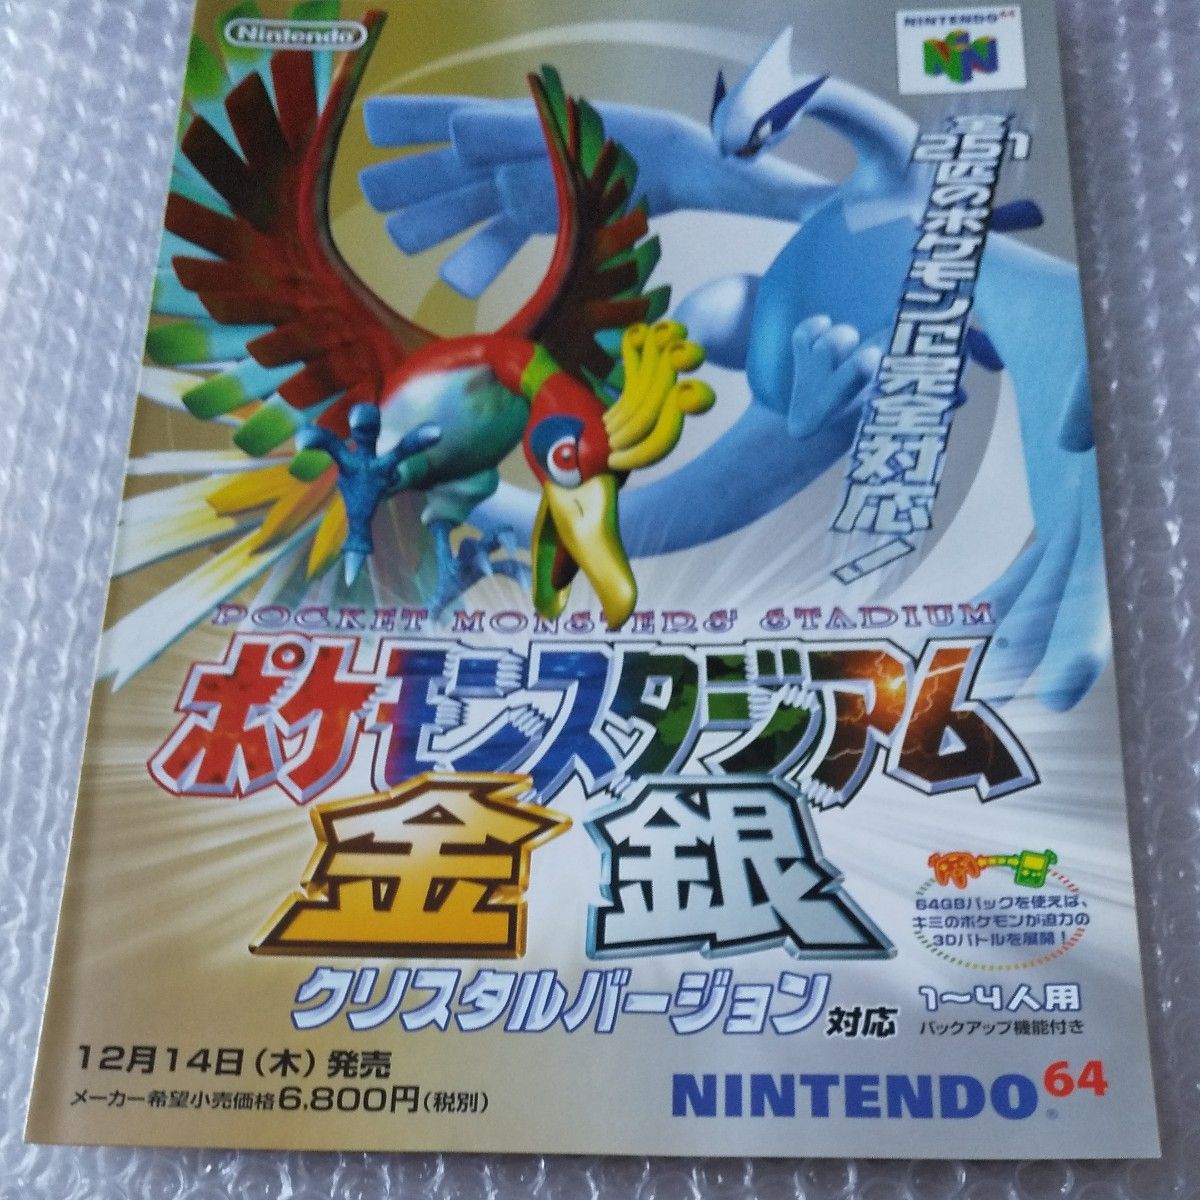 Nintendo
NINTENDO64
全251匹のポケモンに完全対応!
POCKET MONSTERS' STADIUM
ポケモンスタジアム
金 銀
クリスタルバージョン対応
64GBパックを使えば、
キミのポケモンが迫力の
3Dバトルを展開!
1〜4人用
バックアップ機能付き
12月14日(木)発売
メーカー希望小売価格6,800円(税別)
NINTENDO64